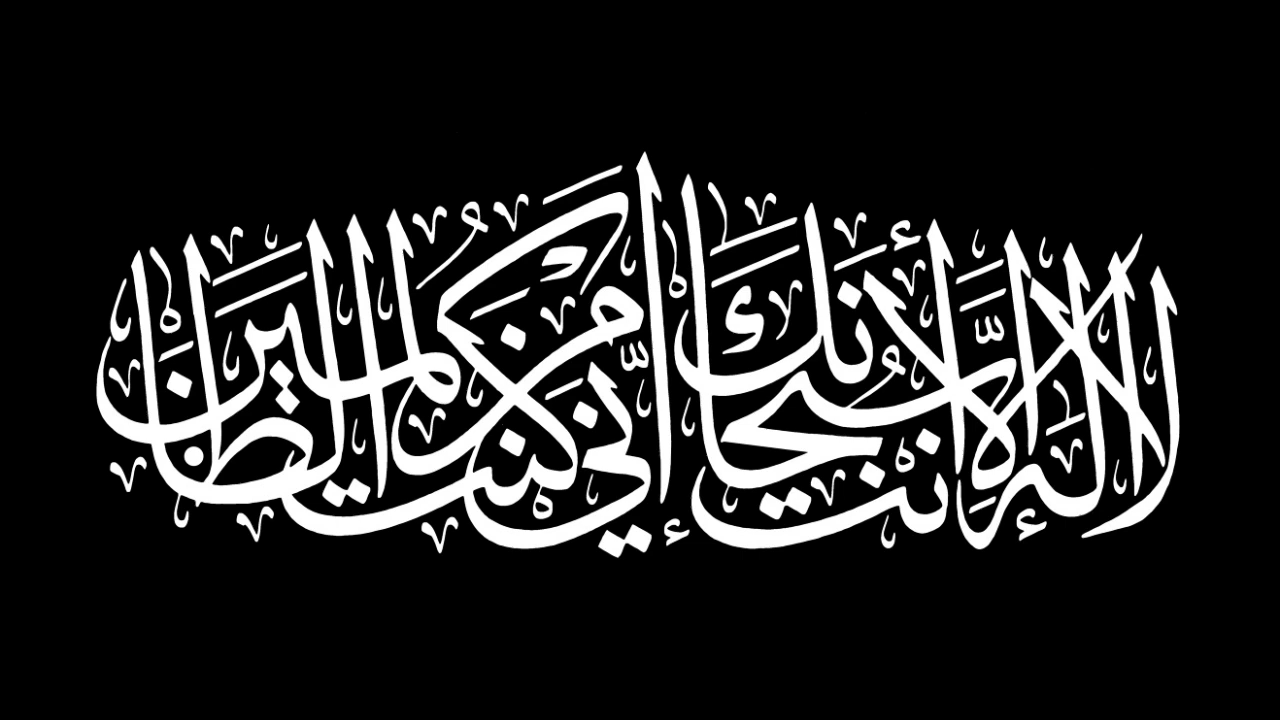 لا إله إلا أنت سبحانك إني كنت من الظالمين